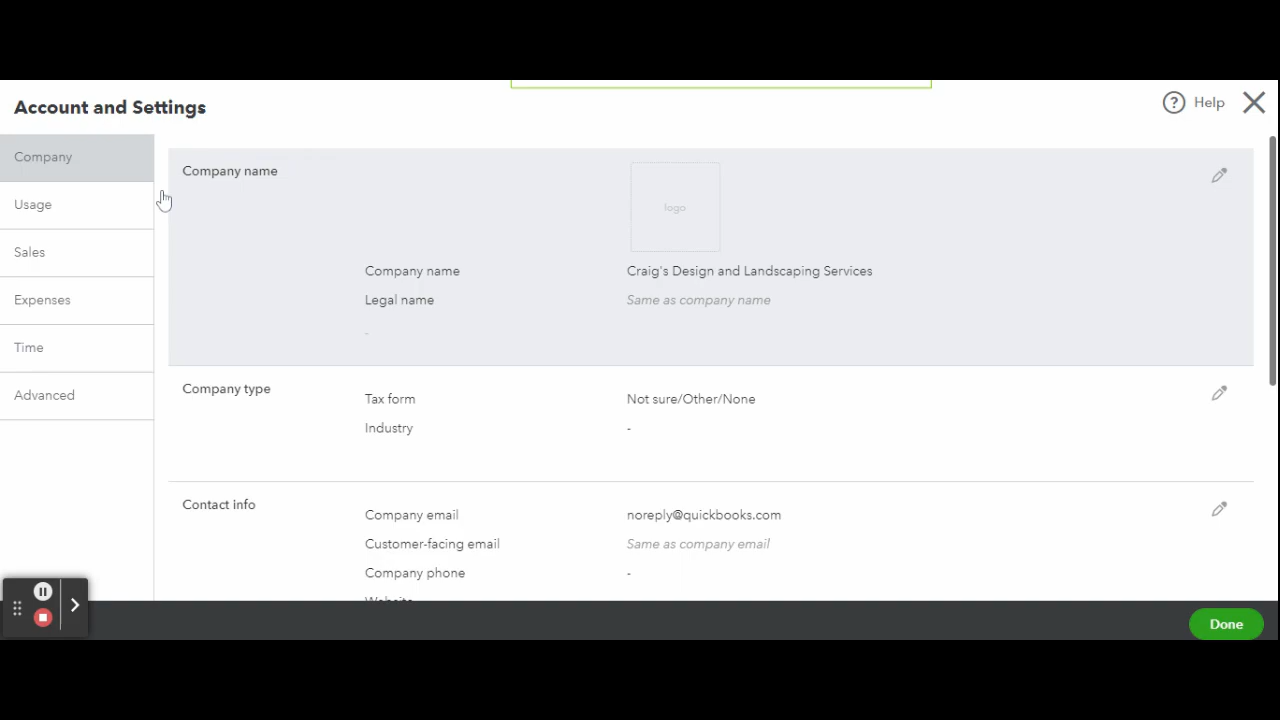 Account and Settings
? Help
Company
Usage
Sales
Expenses
Time
Advanced
Company name
logo
Company name Craig's Design and Landscaping Services
Legal name Same as company name
-
Company type
Tax form Not sure/Other/None
Industry -
Contact info
Company email noreply@quickbooks.com
Customer-facing email Same as company email
Company phone -
Website
Done